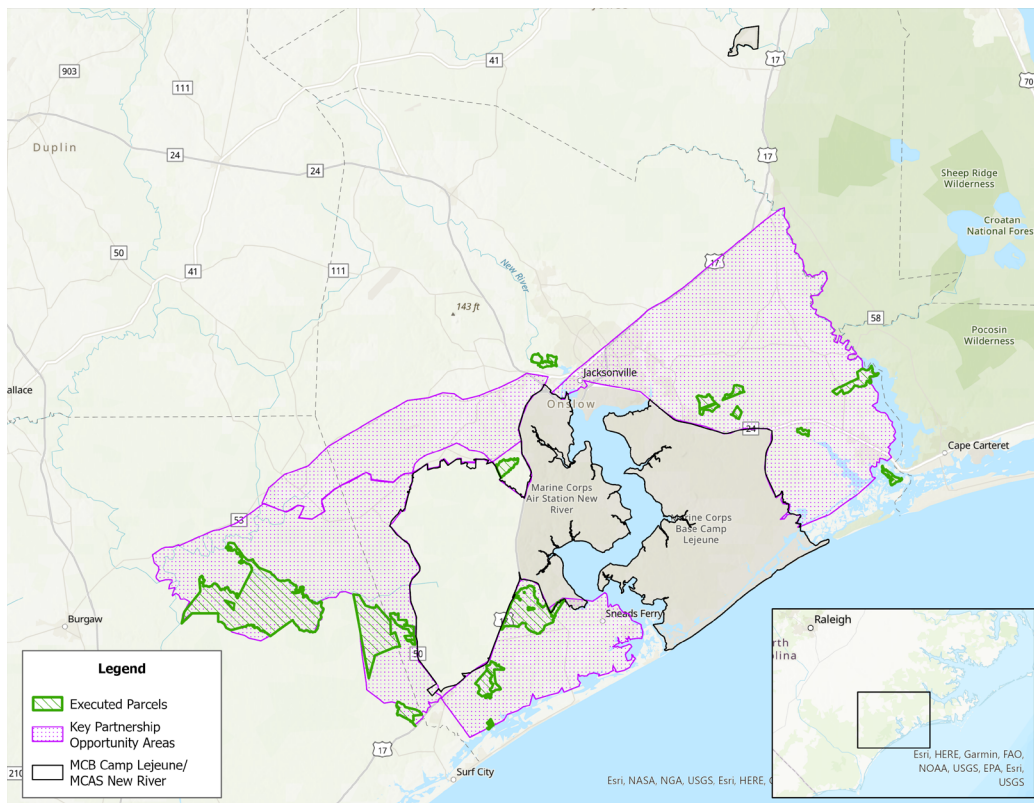 41
17
70
903
111
Duplin
24
24
17
Sheep Ridge
Wilderness
Croatan
National Fores
50
41
111
New River
17
143 ft
58
Pocosin
Wilderness
allace
Jacksonville
Onslow
24
Cape Carteret
Marine Corps
Air Station New
River
53
Marine Corps
Base Camp
Lejeune
Burgaw
Sneads Ferry
50
17
210
Surf City
Legend
Executed Parcels
Key Partnership
Opportunity Areas
MCB Camp Lejeune/
MCAS New River
Raleigh
rth
olina
Esri, NASA, NGA, USGS, Esri, HERE,
Esri, HERE, Garmin, FAO,
NOAA, USGS, EPA, Esri,
USGS